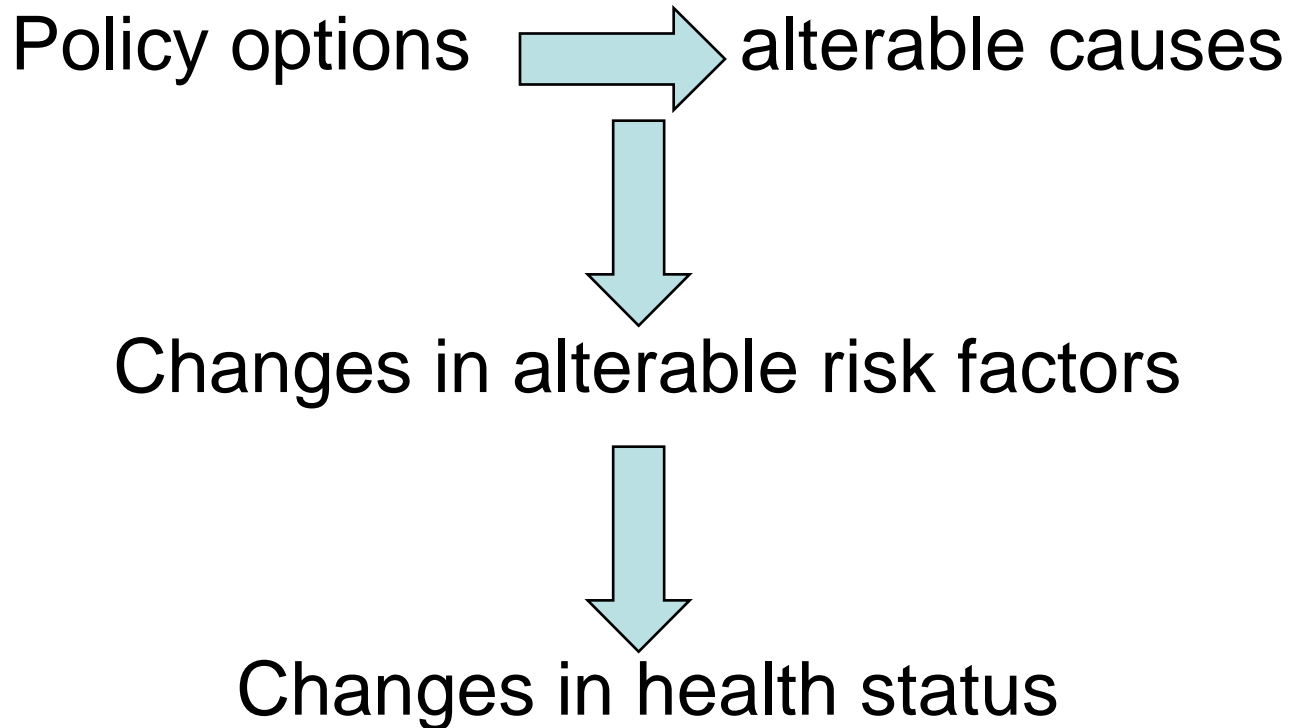 Policy options alterable causes
Changes in alterable risk factors
Changes in health status